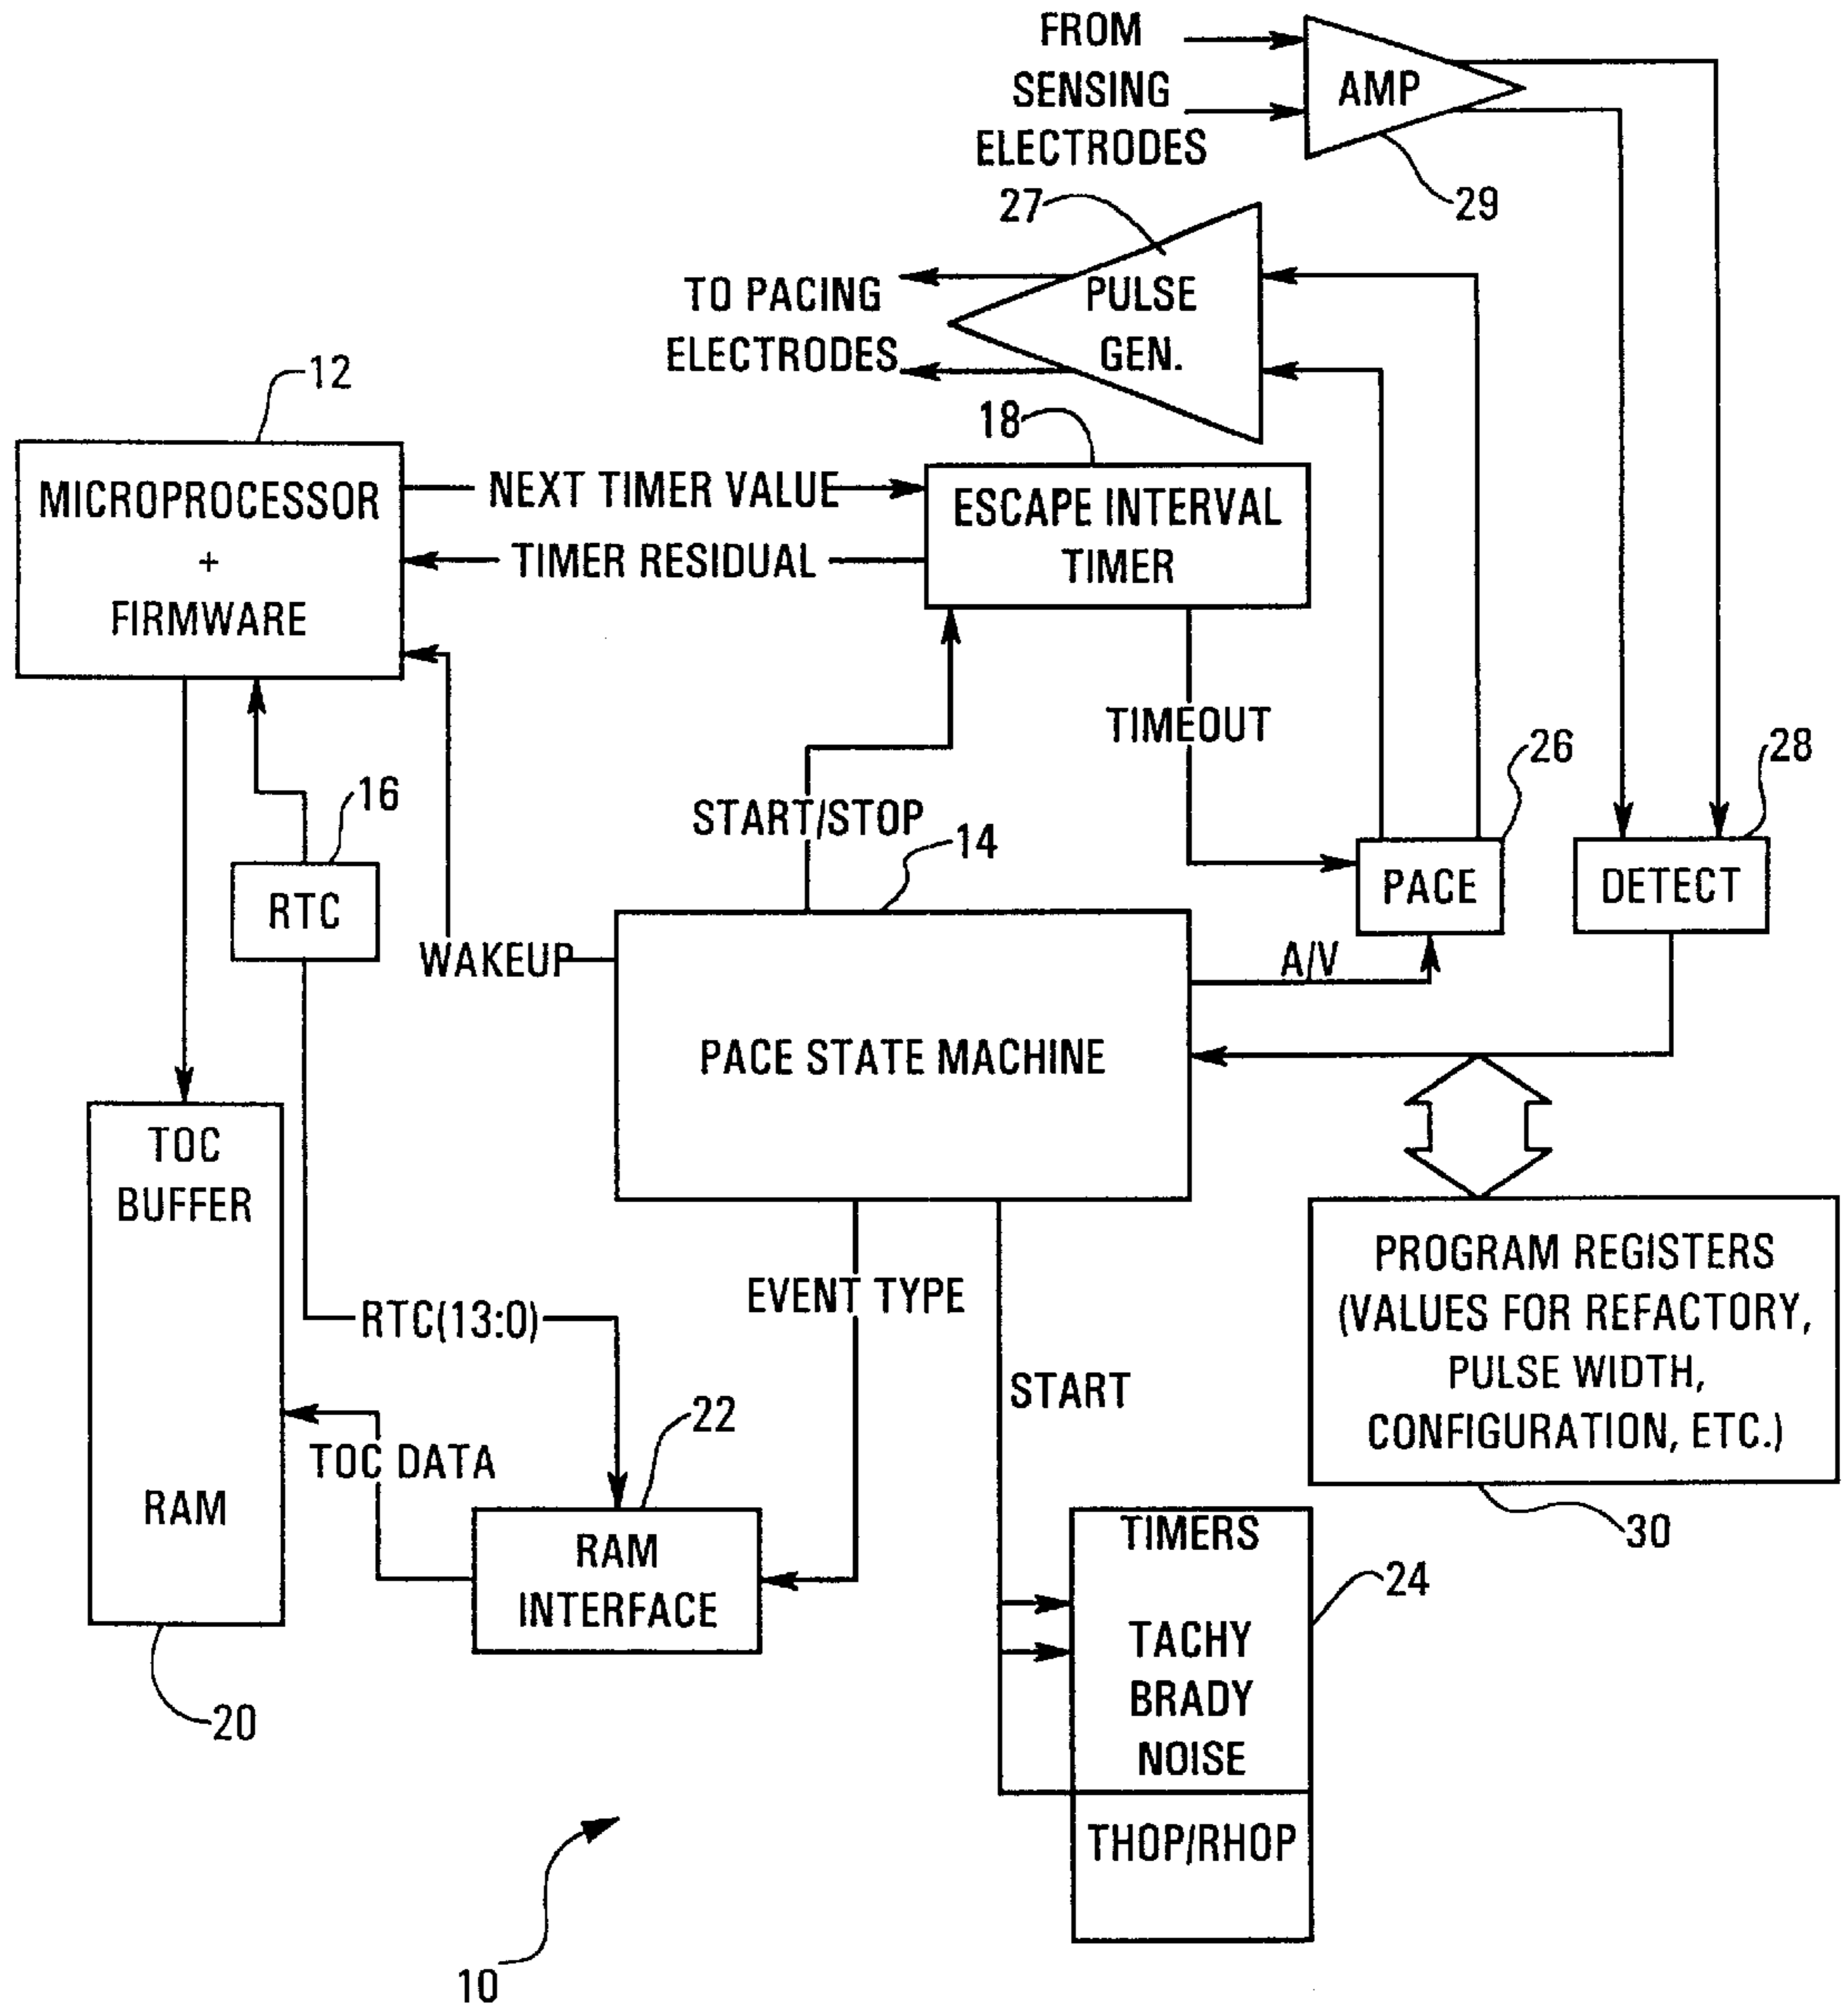 FROM
SENSING
ELECTRODES
AMP
29
27
TO PACING
ELECTRODES
PULSE
GEN.
12
18
MICROPROCESSOR
+
FIRMWARE
NEXT TIMER VALUE
TIMER RESIDUAL
ESCAPE INTERVAL
TIMER
TIMEOUT
26
28
16
START/STOP
14
RTC
PACE
DETECT
WAKEUP
A/V
PACE STATE MACHINE
TOC
BUFFER
RAM
EVENT TYPE
RTC(13:0)
START
PROGRAM REGISTERS
(VALUES FOR REFACTORY,
PULSE WIDTH,
CONFIGURATION, ETC.)
22
TOC DATA
RAM
INTERFACE
30
TIMERS
TACHY
BRADY
NOISE
24
20
THOP/RHOP
10